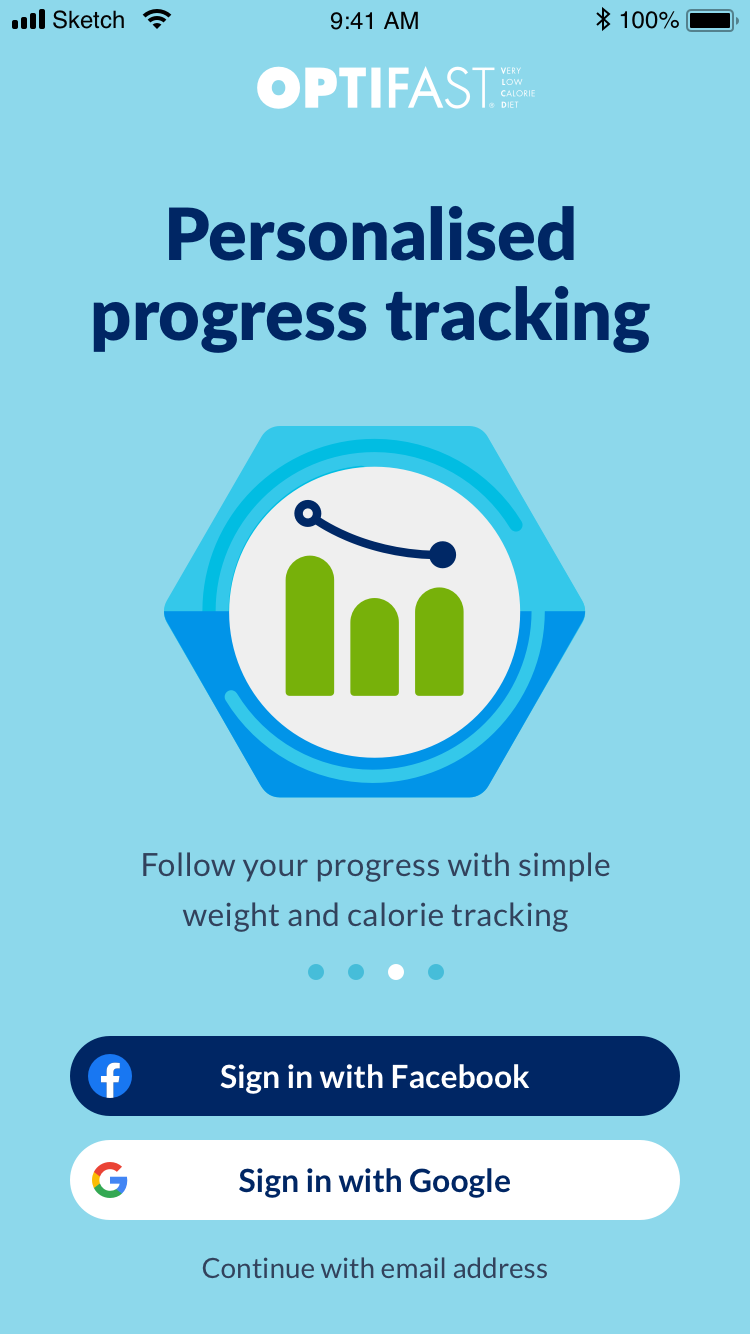 Sketch 9:41 AM 100%
OPTIFAST
VERY
LOW
CALORIE
DIET
Personalised
progress tracking
Follow your progress with simple
weight and calorie tracking
Sign in with Facebook
Sign in with Google
Continue with email address